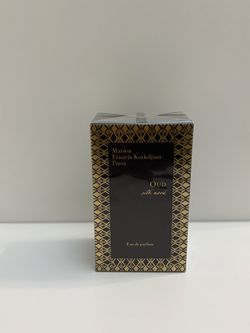 Maison
Francis Kurkdjian
Paris
OUD
silk mood
Eau de parfum